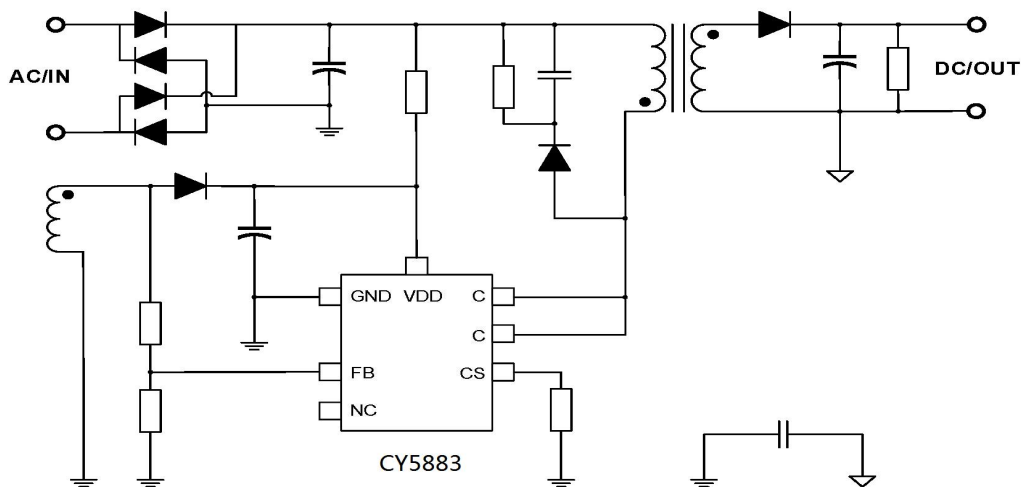 AC/IN
DC/OUT
GND VDD C
C
FB CS
NC
CY5883